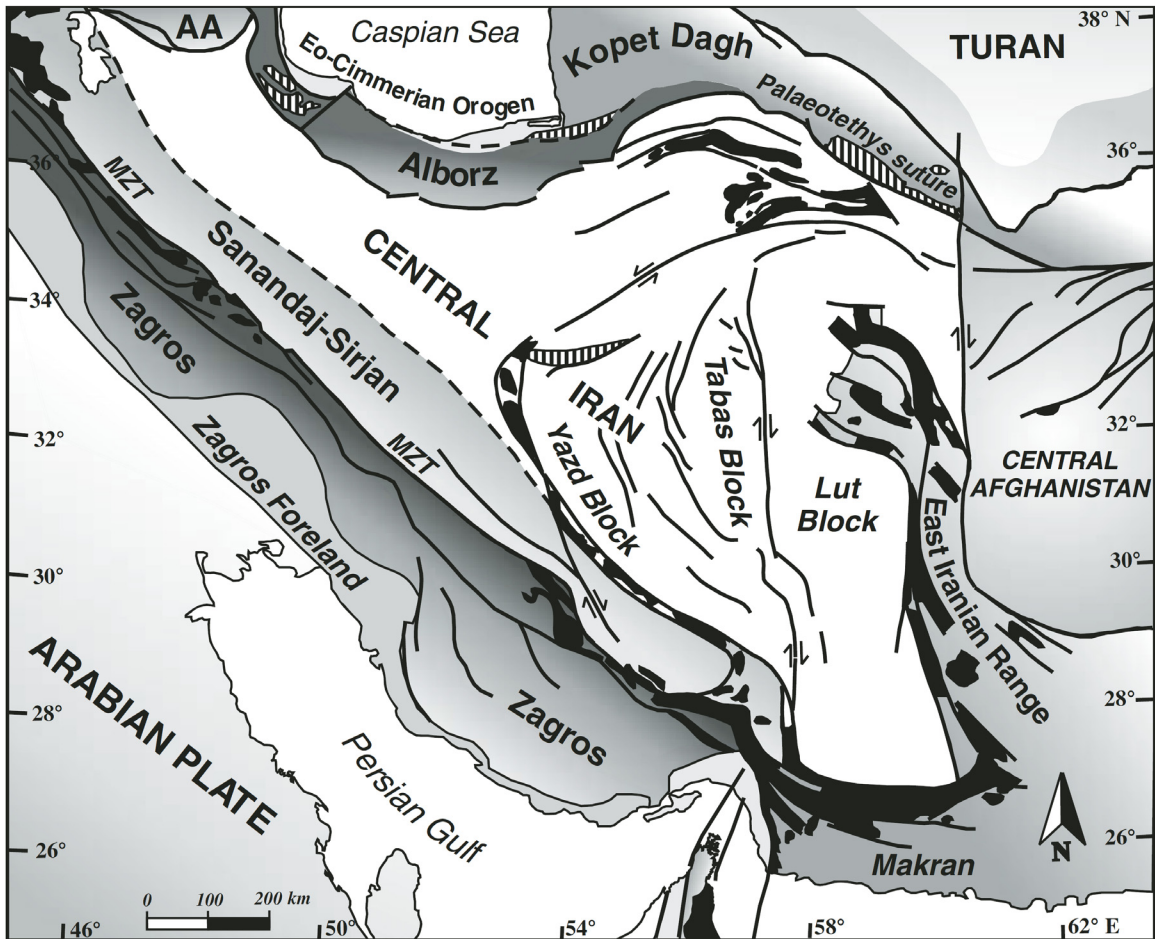 AA
Caspian Sea
Eo-Cimmerian Orogen
Kopet Dagh
TURAN
38° N
Palaeotethys suture
Alborz
36°
36°
MZT
Sanandaj-Sirjan
CENTRAL
IRAN
34°
Zagros
Tabas Block
Yazd Block
Lut
Block
32°
32°
MZT
Zagros Foreland
CENTRAL
AFGHANISTAN
East Iranian Range
30°
30°
ARABIAN PLATE
28°
28°
Zagros
Persian Gulf
26°
26°
Makran
N
0 100 200 km
46°
50°
54°
58°
62° E